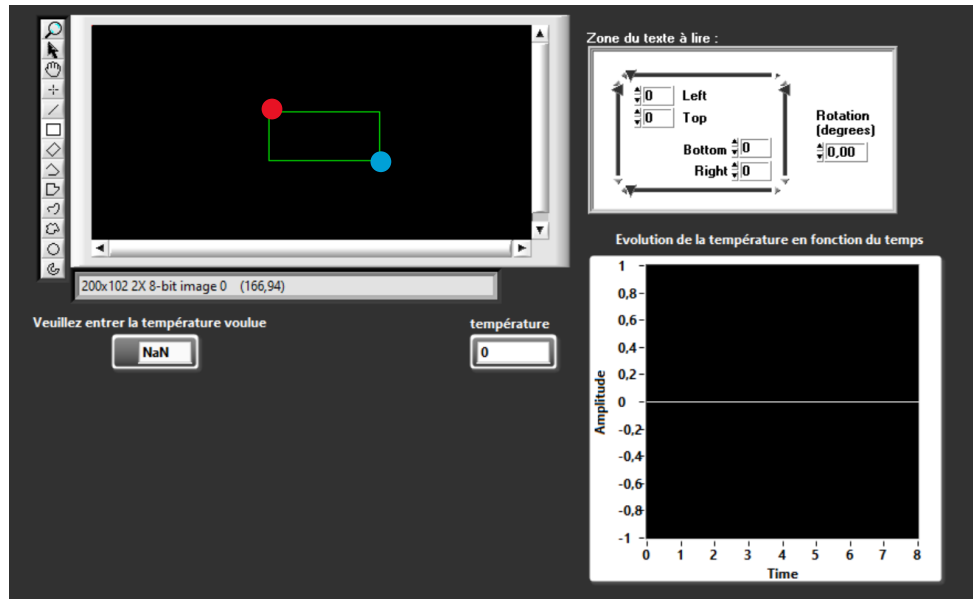 Zone du texte à lire :
0 Left
0 Top
Bottom 0
Right 0
Rotation
(degrees)
0,00
200x102 2X 8-bit image 0 (166,94)
Veuillez entrer la température voulue
NaN
température
0
Evolution de la température en fonction du temps
Amplitude
1
0,8
0,6
0,4
0,2
0
-0,2
-0,4
-0,6
-0,8
-1
0 1 2 3 4 5 6 7 8
Time